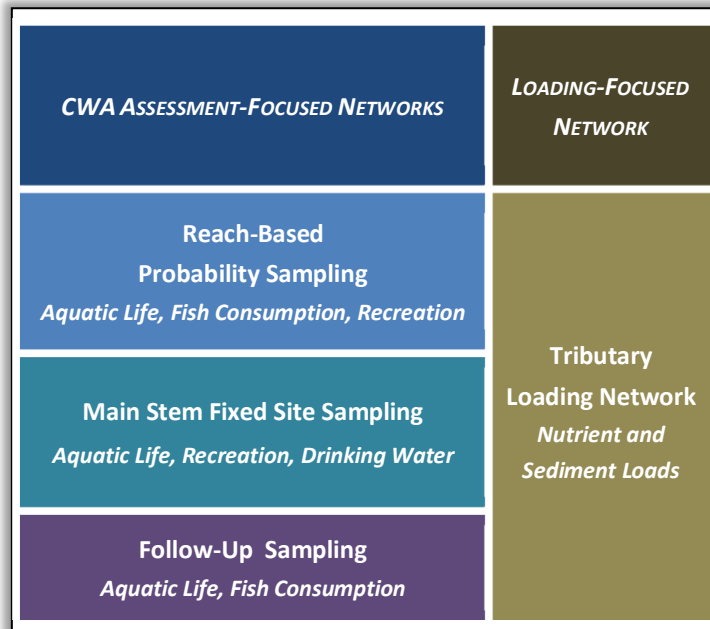 CWA ASSESSMENT-FOCUSED NETWORKS
LOADING-FOCUSED
NETWORK
Reach-Based
Probability Sampling
Aquatic Life, Fish Consumption, Recreation
Main Stem Fixed Site Sampling
Aquatic Life, Recreation, Drinking Water
Follow-Up Sampling
Aquatic Life, Fish Consumption
Tributary
Loading Network
Nutrient and
Sediment Loads